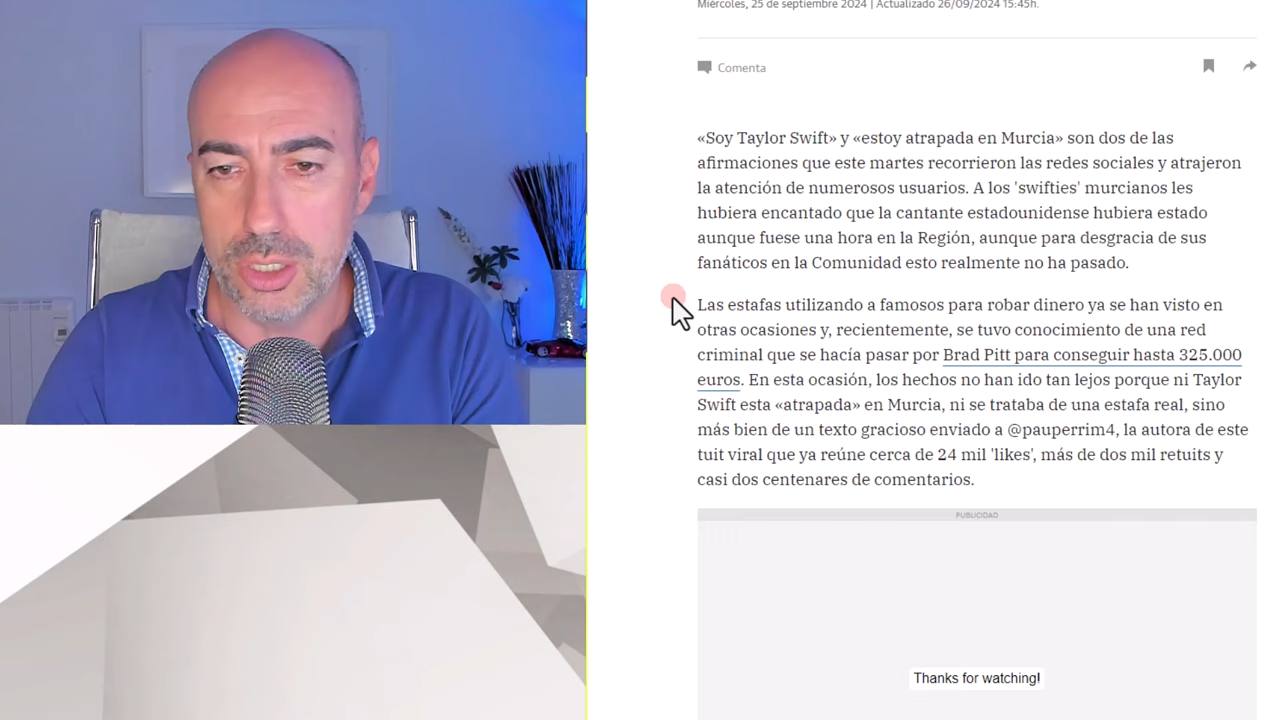 Miércoles, 25 de septiembre 2024 | Actualizado 26/09/2024 15:45h.
Comenta
«Soy Taylor Swift» y «estoy atrapada en Murcia» son dos de las
afirmaciones que este martes recorrieron las redes sociales y atrajeron
la atención de numerosos usuarios. A los 'swifties' murcianos les
hubiera encantado que la cantante estadounidense hubiera estado
aunque fuese una hora en la Región, aunque para desgracia de sus
fanáticos en la Comunidad esto realmente no ha pasado.
Las estafas utilizando a famosos para robar dinero ya se han visto en
otras ocasiones y, recientemente, se tuvo conocimiento de una red
criminal que se hacía pasar por Brad Pitt para conseguir hasta 325.000
euros. En esta ocasión, los hechos no han ido tan lejos porque ni Taylor
Swift esta «atrapada» en Murcia, ni se trataba de una estafa real, sino
más bien de un texto gracioso enviado a @pauperrim4, la autora de este
tuit viral que ya reúne cerca de 24 mil 'likes', más de dos mil retuits y
casi dos centenares de comentarios.
PUBLICIDAD
Thanks for watching!